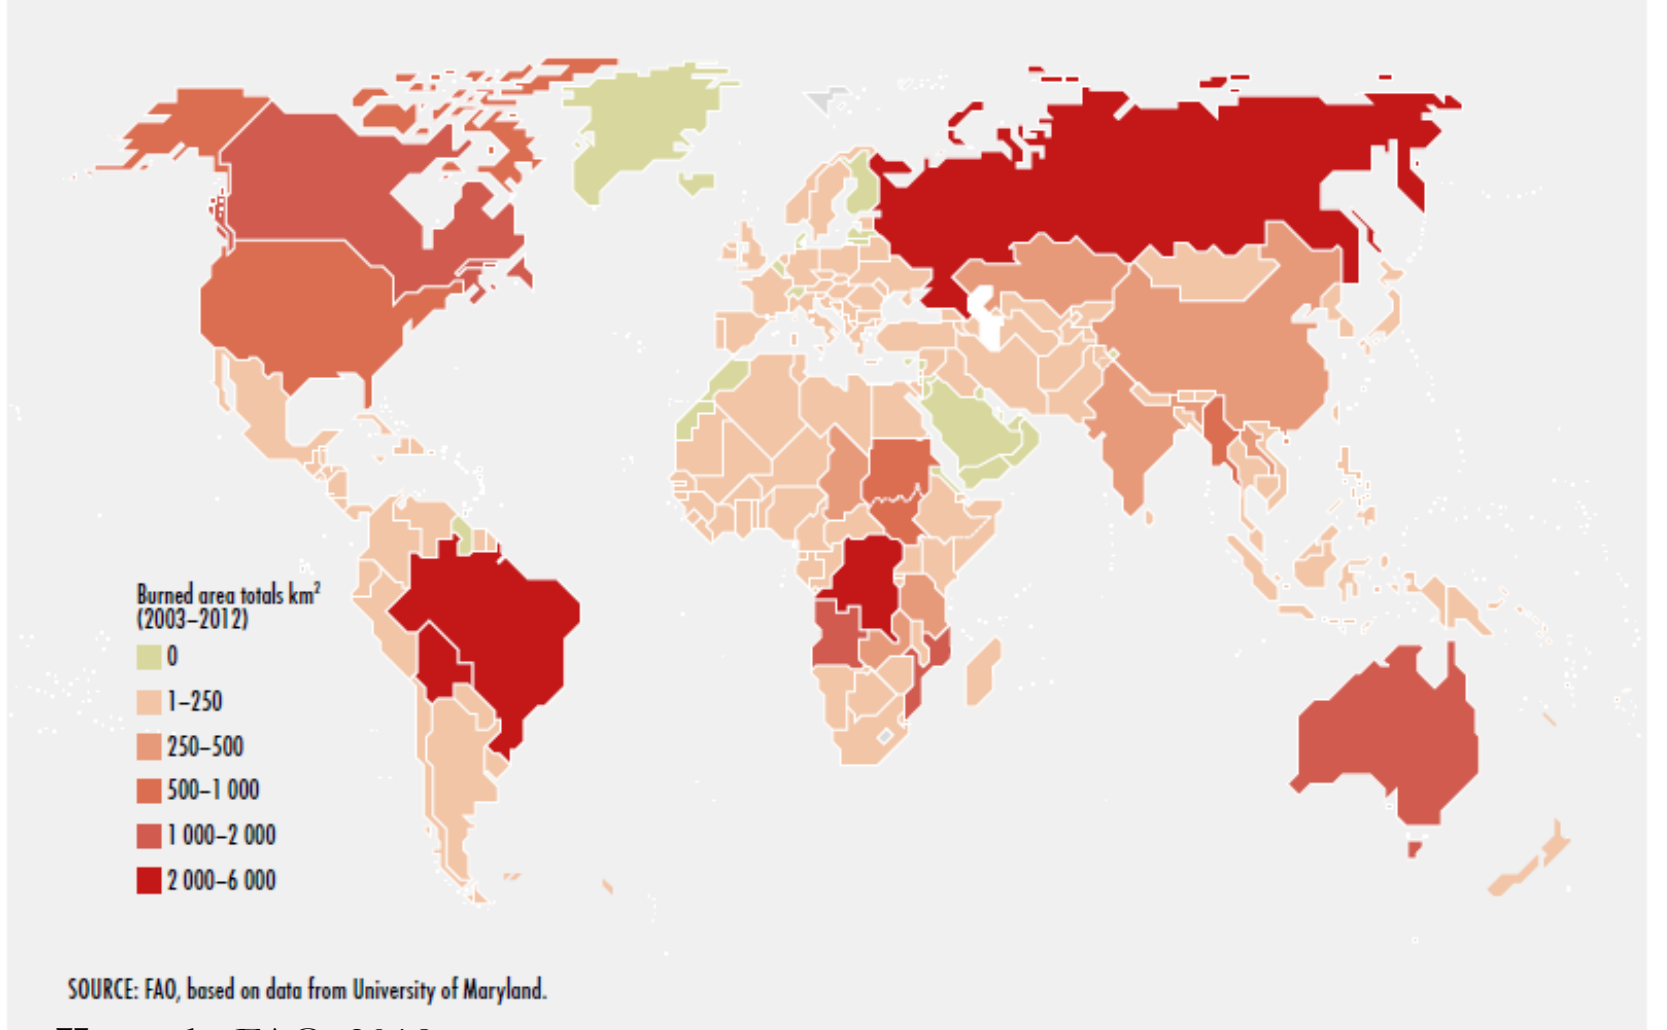 Burned area totals km²
(2003–2012)
0
1–250
250–500
500–1 000
1 000–2 000
2 000–6 000
SOURCE: FAO, based on data from University of Maryland.